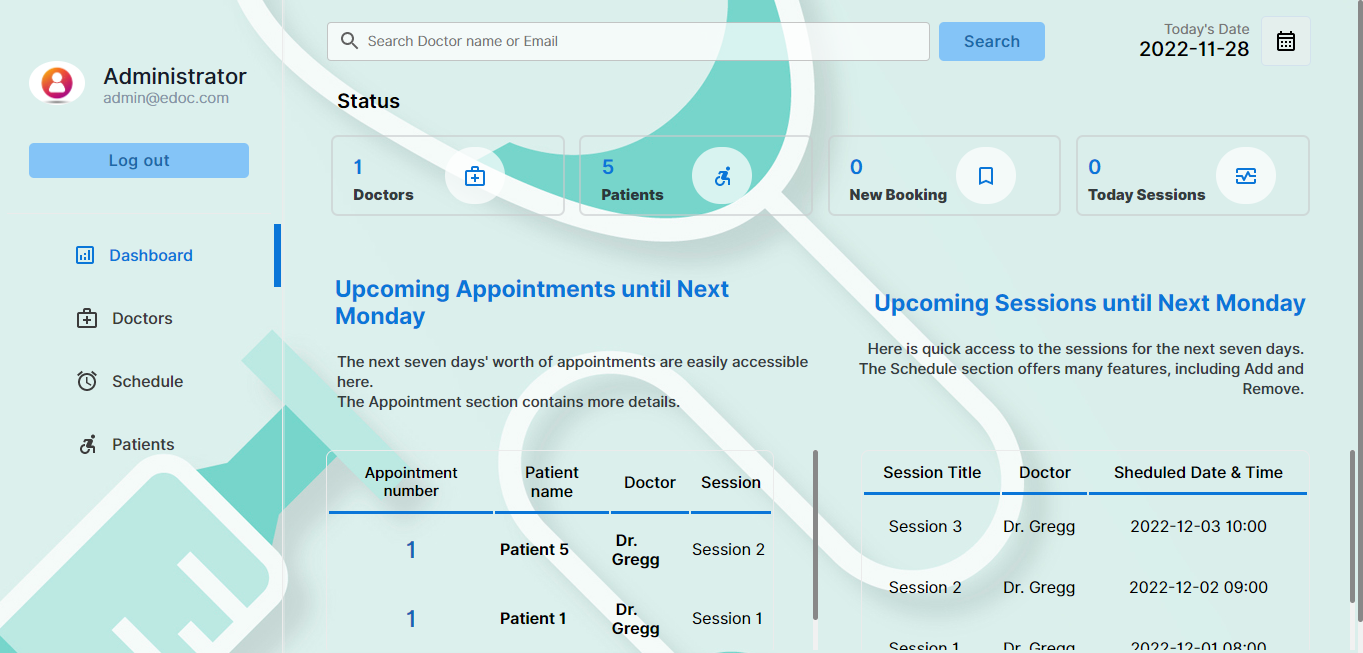 Administrator
admin@edoc.com
Log out
Dashboard
Doctors
Schedule
Patients
Search Doctor name or Email
Search
Today's Date
2022-11-28
Status
1
Doctors
5
Patients
0
New Booking
0
Today Sessions
Upcoming Appointments until Next
Monday
The next seven days' worth of appointments are easily accessible
here.
The Appointment section contains more details.
Appointment
number
Patient
name
Doctor
Session
1
Patient 5
Dr.
Gregg
Session 2
1
Patient 1
Dr.
Gregg
Session 1
Upcoming Sessions until Next Monday
Here is quick access to the sessions for the next seven days.
The Schedule section offers many features, including Add and
Remove.
Session Title
Doctor
Sheduled Date & Time
Session 3
Dr. Gregg
2022-12-03 10:00
Session 2
Dr. Gregg
2022-12-02 09:00
Session 1
Dr. Gregg
2022-12-01 08:00